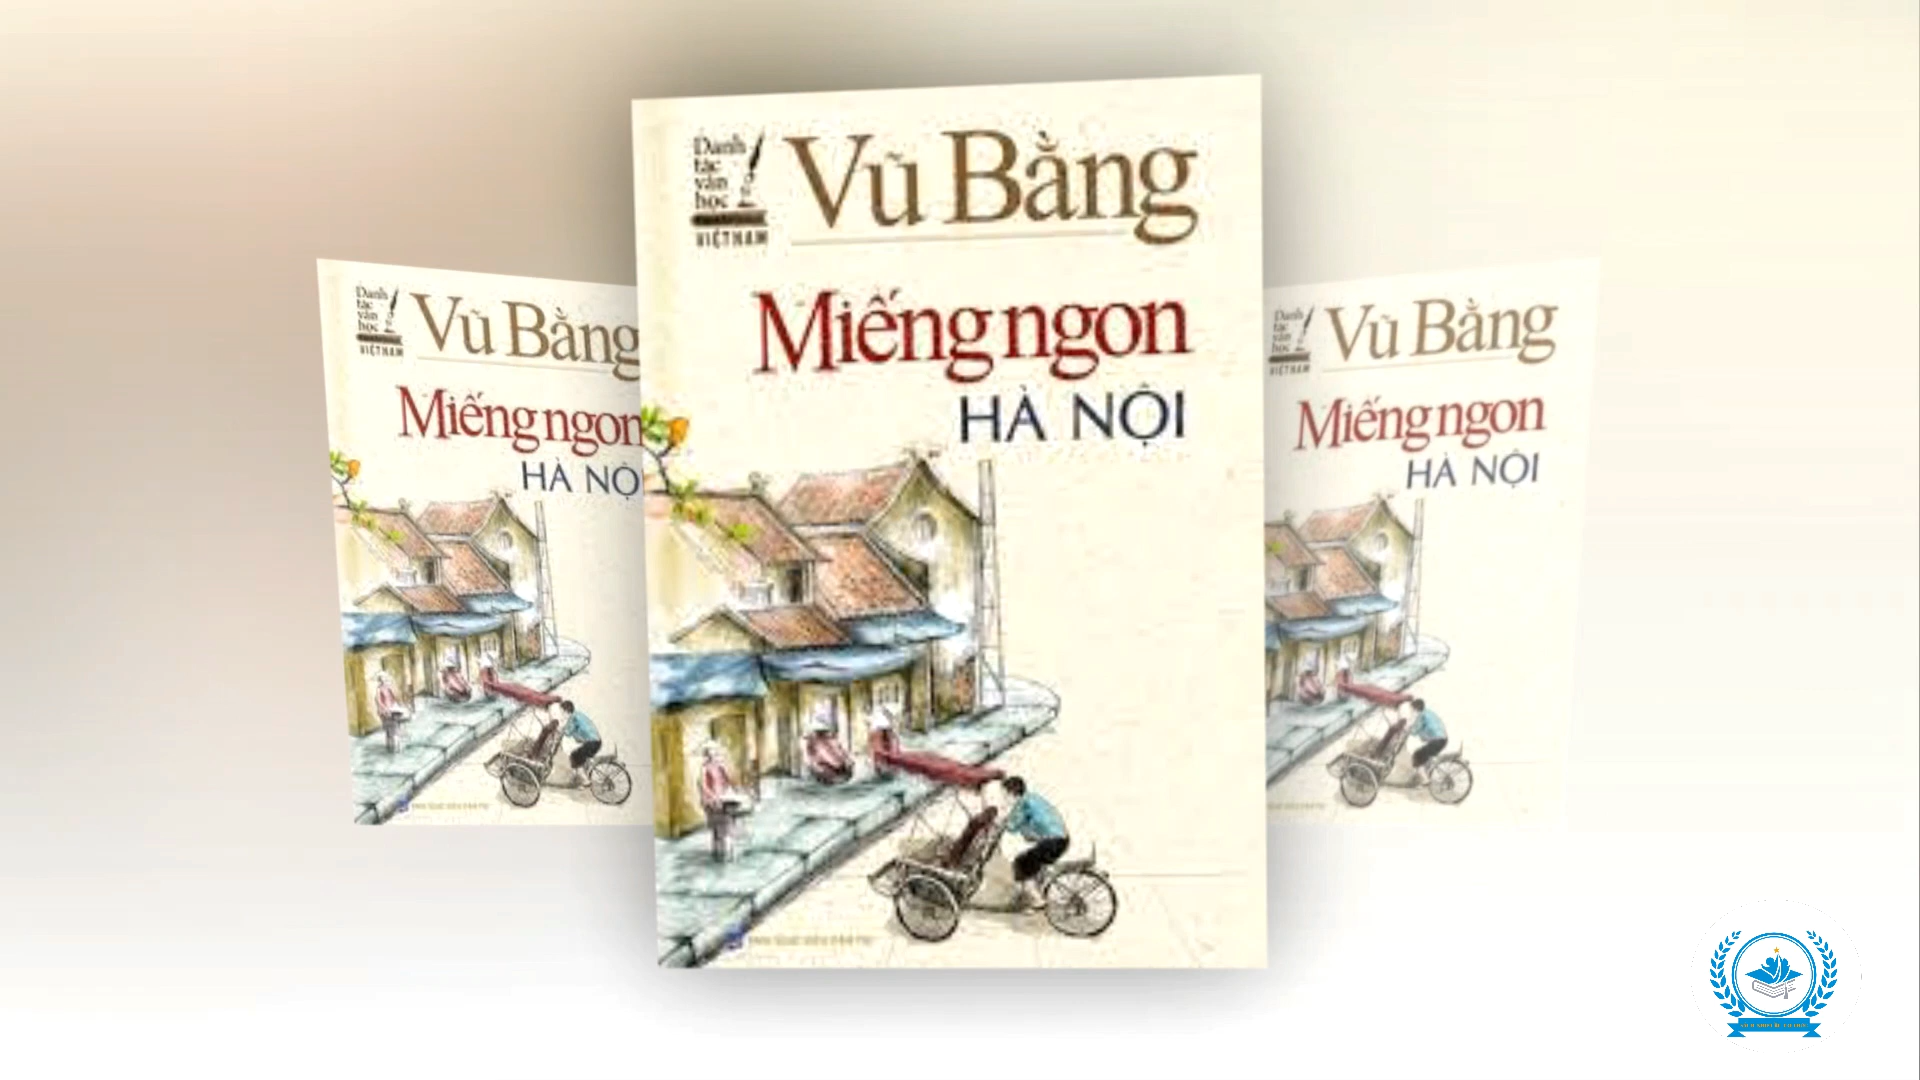 Danh
tác
văn
học
VIỆT NAM
Vũ Bằng
Miếng ngon
HÀ NỘI
Danh
tác
văn
học
VIỆT NAM
Vũ Bằng
Miếng ngon
HÀ NỘ
Danh
tác
văn
học
VIỆT NAM
Vũ Bằng
Miếng ngon
HÀ NỘI